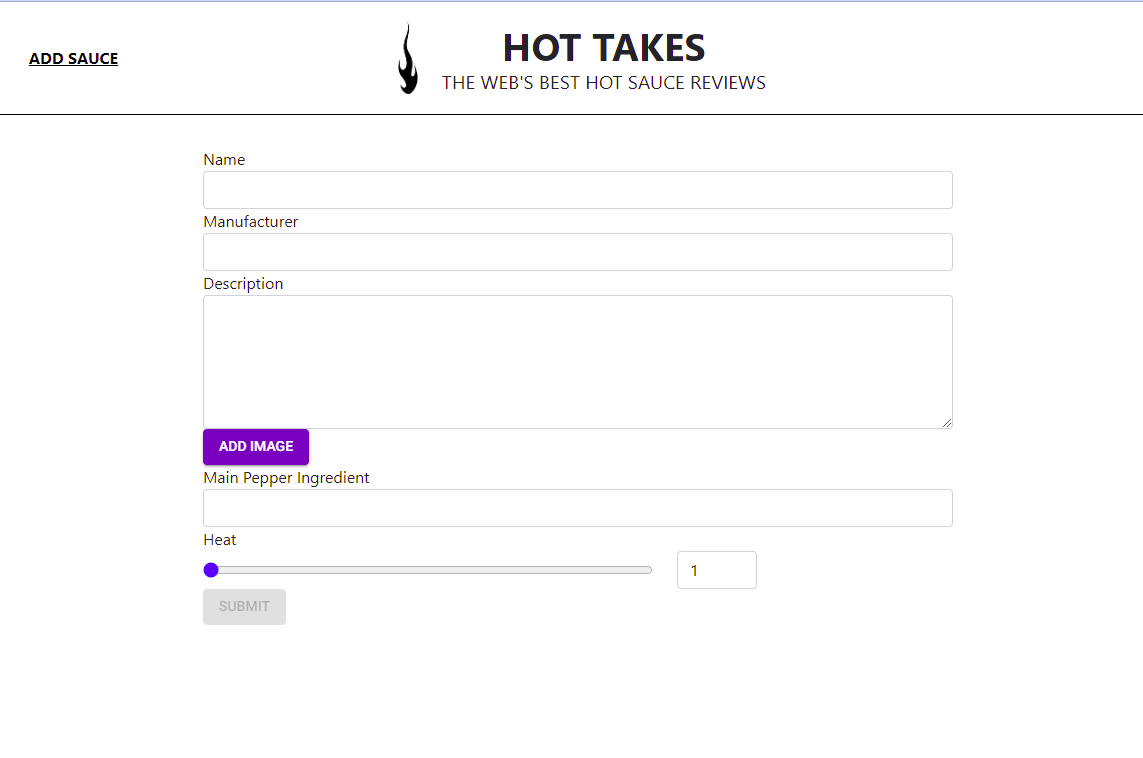 ADD SAUCE
HOT TAKES
THE WEB'S BEST HOT SAUCE REVIEWS
Name
Manufacturer
Description
ADD IMAGE
Main Pepper Ingredient
Heat
1
SUBMIT